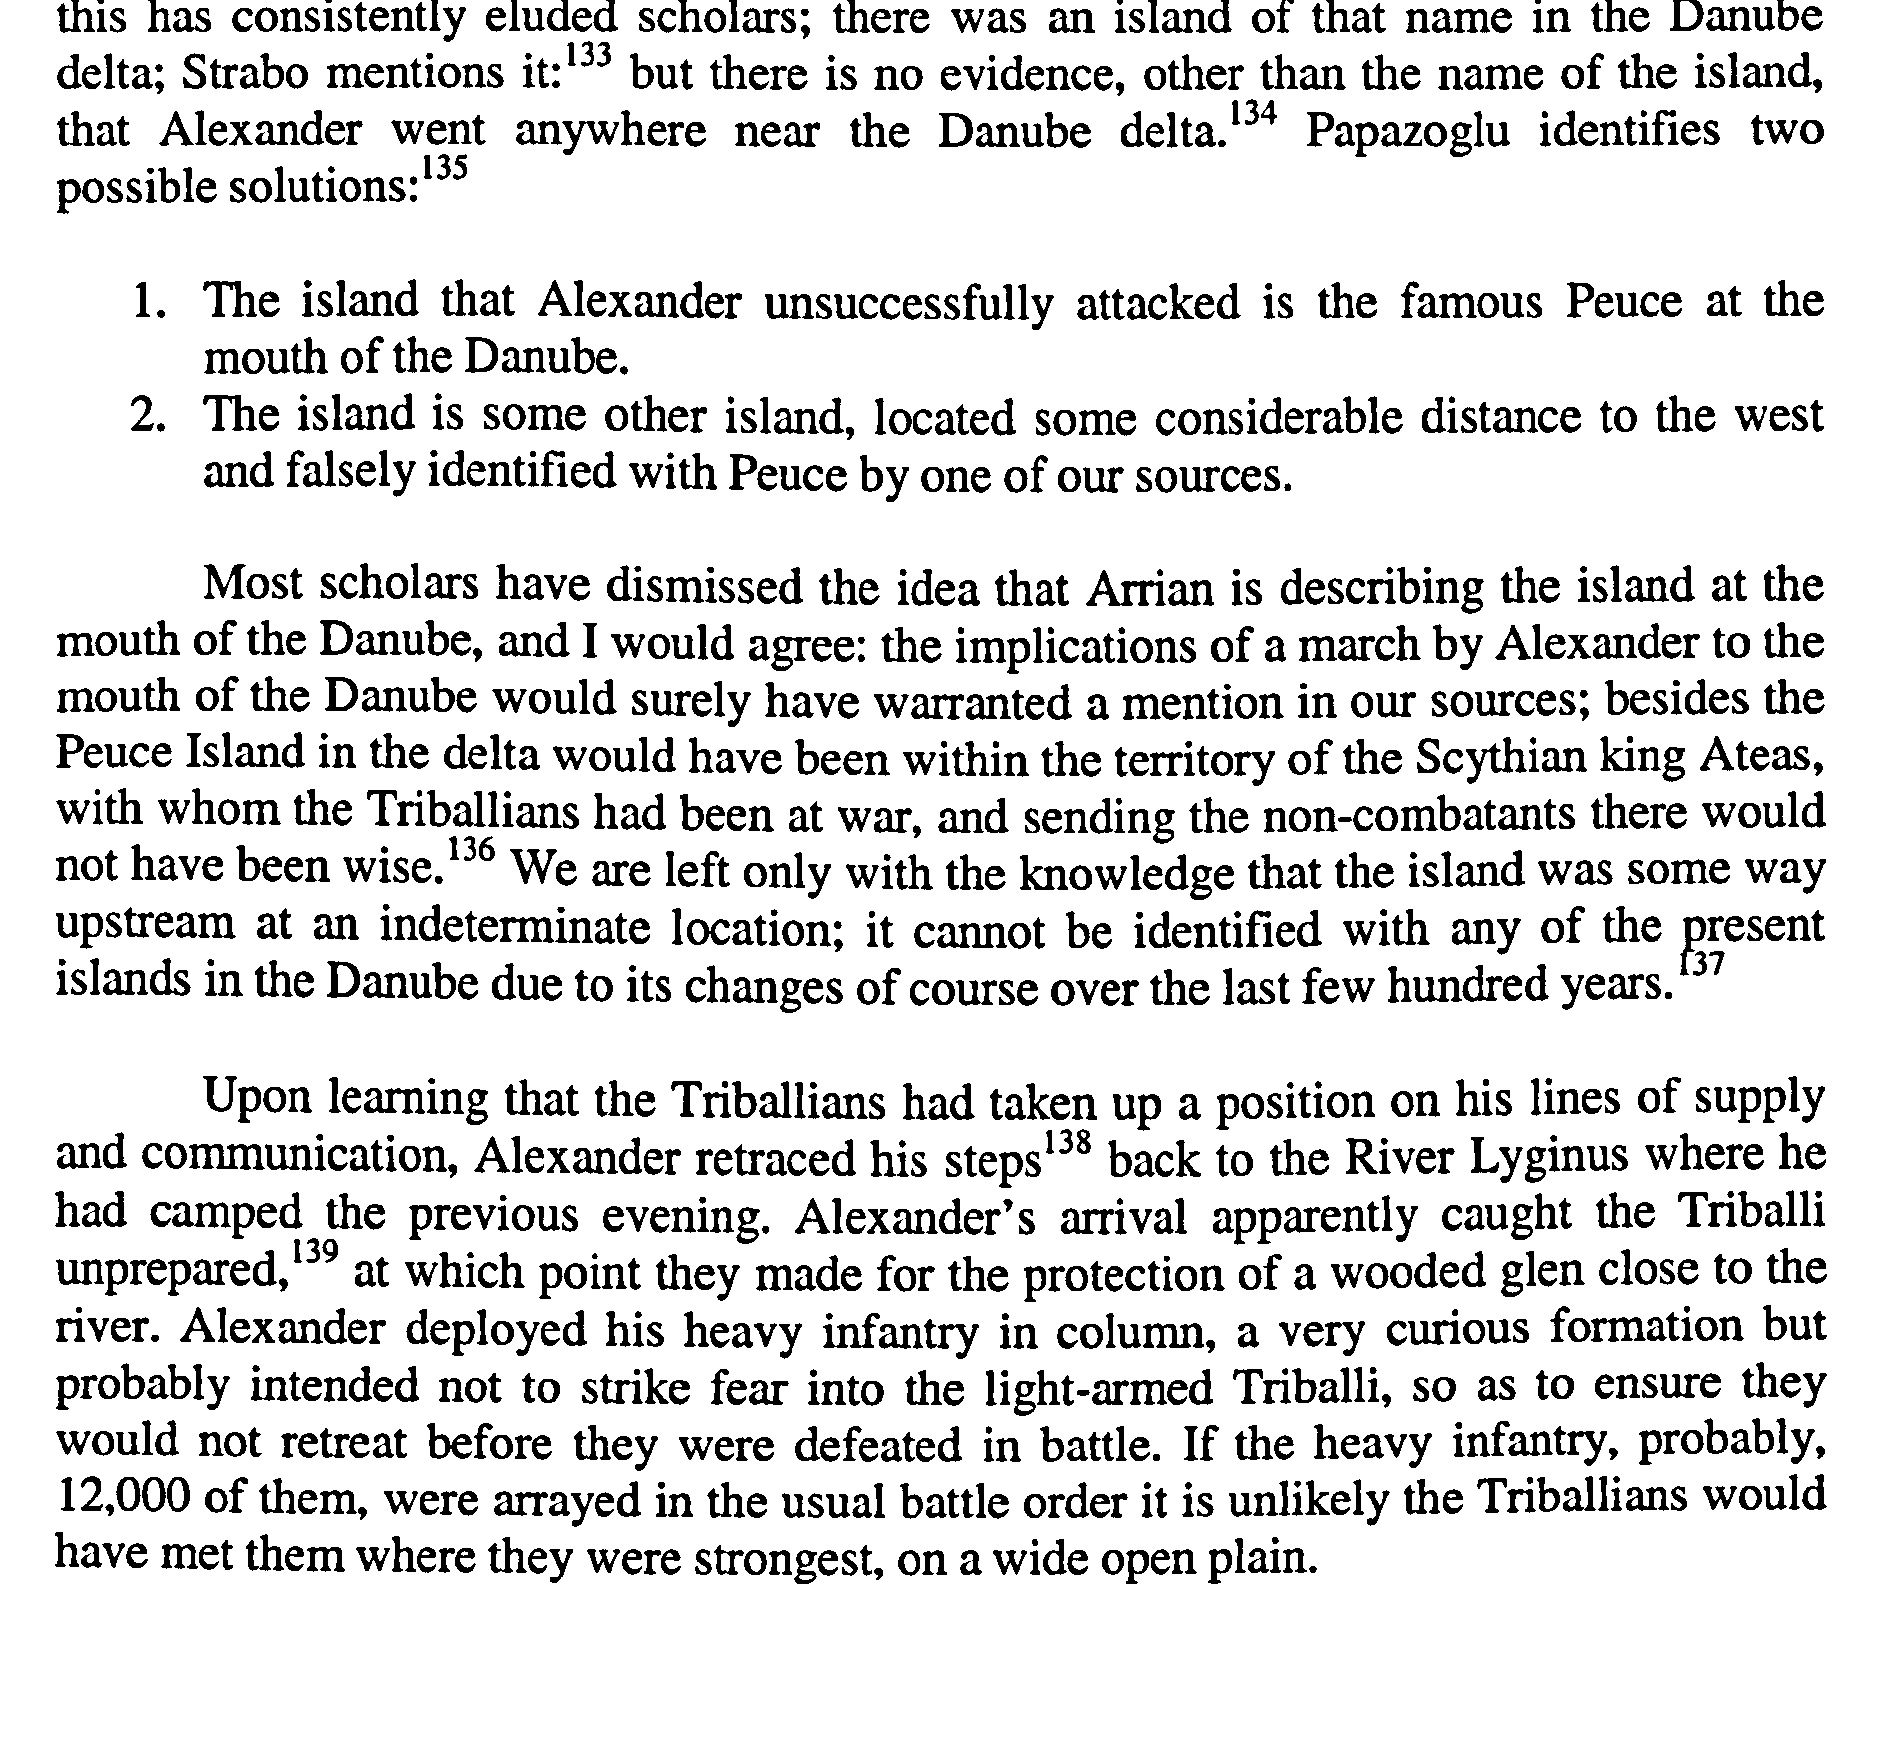 this has consistently eluded scholars; there was an island of that name in the Danube
delta; Strabo mentions it:133 but there is no evidence, other than the name of the island,
that Alexander went anywhere near the Danube delta.134 Papazoglu identifies two
possible solutions:135
1. The island that Alexander unsuccessfully attacked is the famous Peuce at the
mouth of the Danube.
2. The island is some other island, located some considerable distance to the west
and falsely identified with Peuce by one of our sources.
Most scholars have dismissed the idea that Arrian is describing the island at the
mouth of the Danube, and I would agree: the implications of a march by Alexander to the
mouth of the Danube would surely have warranted a mention in our sources; besides the
Peuce Island in the delta would have been within the territory of the Scythian king Ateas,
with whom the Triballians had been at war, and sending the non-combatants there would
not have been wise.136 We are left only with the knowledge that the island was some way
upstream at an indeterminate location; it cannot be identified with any of the present
islands in the Danube due to its changes of course over the last few hundred years.137
Upon learning that the Triballians had taken up a position on his lines of supply
and communication, Alexander retraced his steps138 back to the River Lyginus where he
had camped the previous evening. Alexander's arrival apparently caught the Triballi
unprepared,139 at which point they made for the protection of a wooded glen close to the
river. Alexander deployed his heavy infantry in column, a very curious formation but
probably intended not to strike fear into the light-armed Triballi, so as to ensure they
would not retreat before they were defeated in battle. If the heavy infantry, probably,
12,000 of them, were arrayed in the usual battle order it is unlikely the Triballians would
have met them where they were strongest, on a wide open plain.